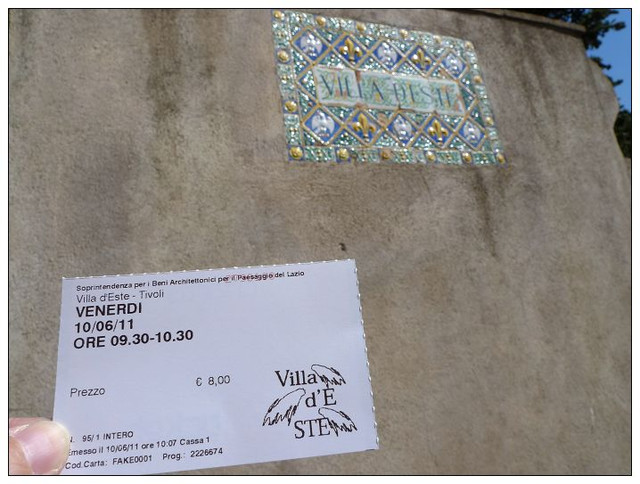 VILLA D'ESTE
Soprintendenza per i Beni Architettonici per il Paesaggio del Lazio
Villa d'Este - Tivoli
VENERDI
10/06/11
ORE 09.30-10.30
Prezzo € 8,00
Villa
d'E
STE
N. 95/1 INTERO
Emesso il 10/06/11 ore 10:07 Cassa 1
Cod.Carta: FAKE0001 Prog.: 2226674